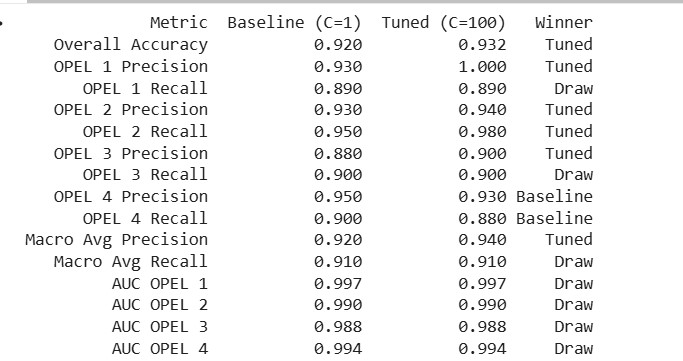 Metric Baseline (C=1) Tuned (C=100) Winner
Overall Accuracy 0.920 0.932 Tuned
OPEL 1 Precision 0.930 1.000 Tuned
OPEL 1 Recall 0.890 0.890 Draw
OPEL 2 Precision 0.930 0.940 Tuned
OPEL 2 Recall 0.950 0.980 Tuned
OPEL 3 Precision 0.880 0.900 Tuned
OPEL 3 Recall 0.900 0.900 Draw
OPEL 4 Precision 0.950 0.930 Baseline
OPEL 4 Recall 0.900 0.880 Baseline
Macro Avg Precision 0.920 0.940 Tuned
Macro Avg Recall 0.910 0.910 Draw
AUC OPEL 1 0.997 0.997 Draw
AUC OPEL 2 0.990 0.990 Draw
AUC OPEL 3 0.988 0.988 Draw
AUC OPEL 4 0.994 0.994 Draw